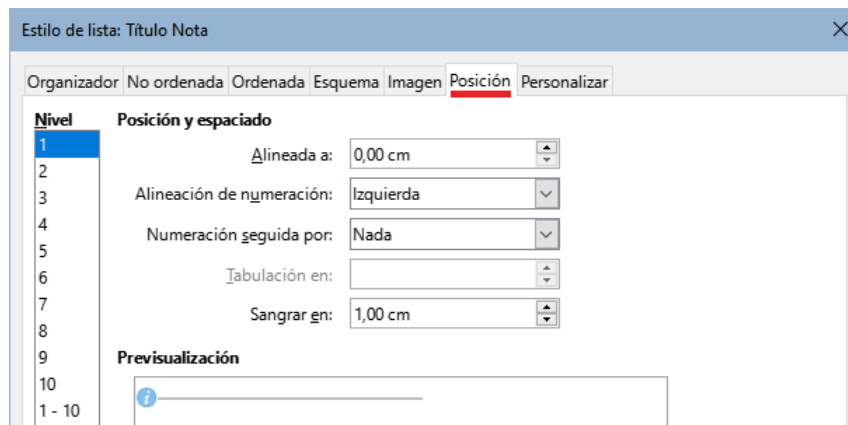 Estilo de lista: Título Nota
Organizador No ordenada Ordenada Esquema Imagen Posición Personalizar
Nivel Posición y espaciado
1 Alineada a: 0,00 cm
2
3 Alineación de numeración: Izquierda
4 Numeración seguida por: Nada
5
6 Tabulación en:
7 Sangrar en: 1,00 cm
8
9 Previsualización
10
1 - 10